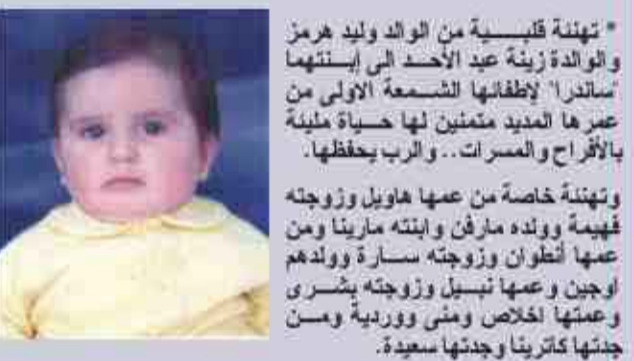 * تهنئة قلبية من الوالد وليد هرمز
والوالدة زينة عبد الأحد الى إبنتهما
"ساندرا" لإطفائها الشمعة الاولى من
عمرها المديد متمنين لها حياة مليئة
بالأفراح والمسرات.. والرب يحفظها.
وتهنئة خاصة من عمها هاويل وزوجته
فهيمة وولده مارفن وابنته مارينا ومن
عمها أنطوان وزوجته سارة وولدهم
اوجين وعمها نبيل وزوجته بشرى
وعمتها اخلاص ومنى ووردية ومن
جدتها كاترينا وجدتها سعيدة.